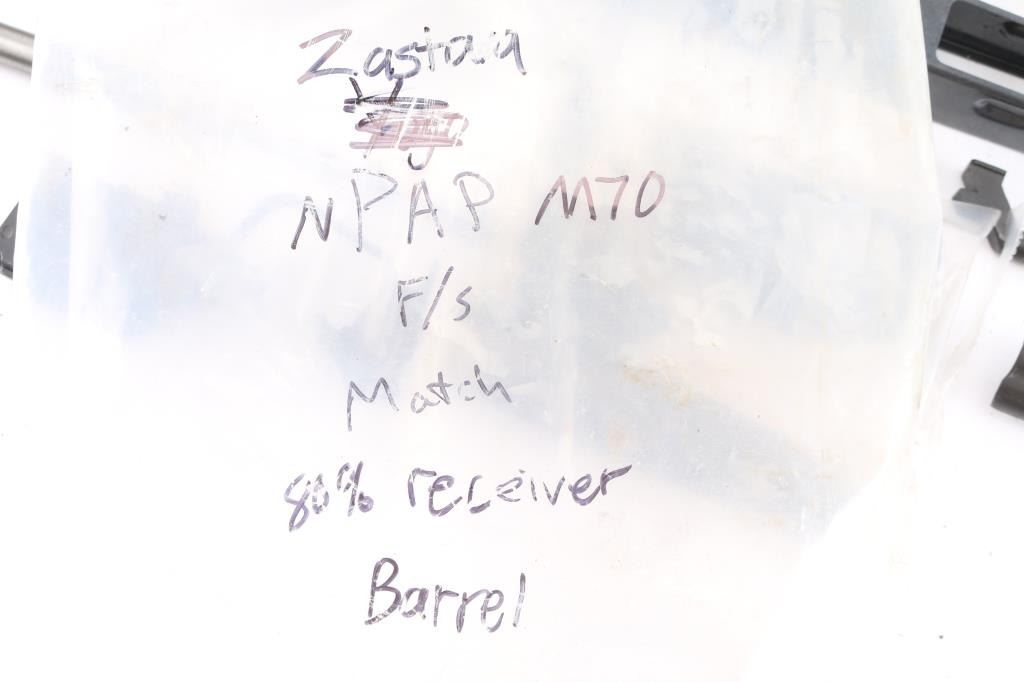 Zastava
NPAP M70
F/s
Match
80% receiver
Barrel